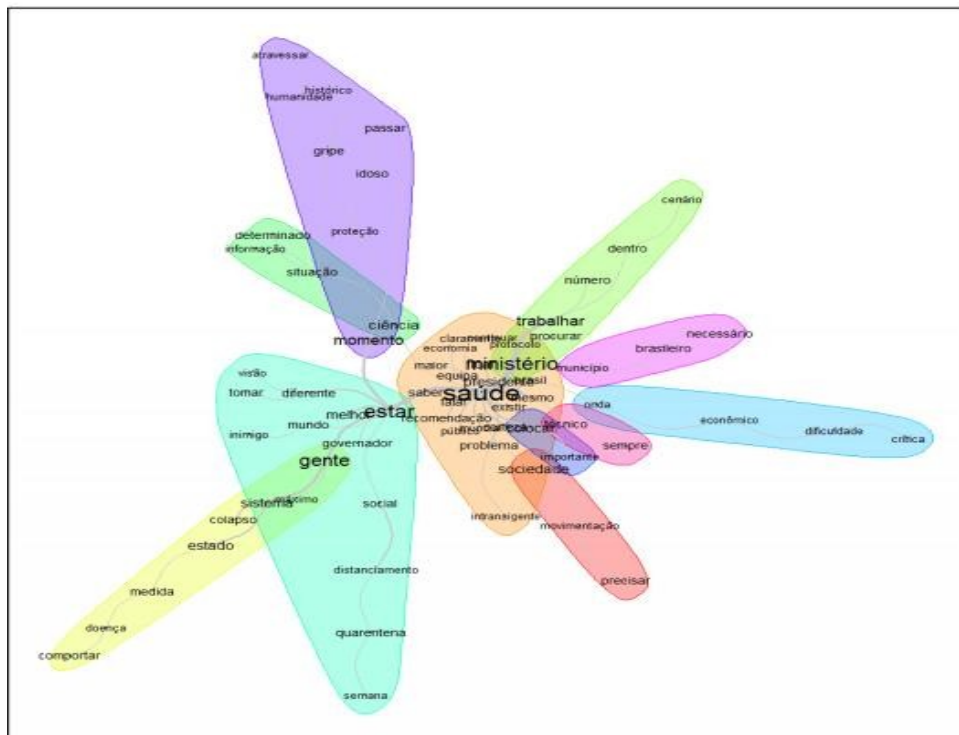 atravessar
histórico
humanidade
passar
gripe
idoso
cenário
proteção
determinado
informação
dentro
situação
número
ciência
trabalhar
momento
procurar
necessário
protocolo
economia
brasileiro
ministério
maior
município
visão
equipe
brasil
presidente
tomar
diferente
saber
saúde
mesmo
onda
melhor
estar
falar
existir
recomendação
econômico
mundo
colocar
técnico
dificuldade
inimigo
público
crítica
governador
problema
sempre
importante
gente
sociedade
sistema
máximo
social
intransigente
colapso
movimentação
estado
distanciamento
precisar
medida
doença
quarentena
comportar
semana